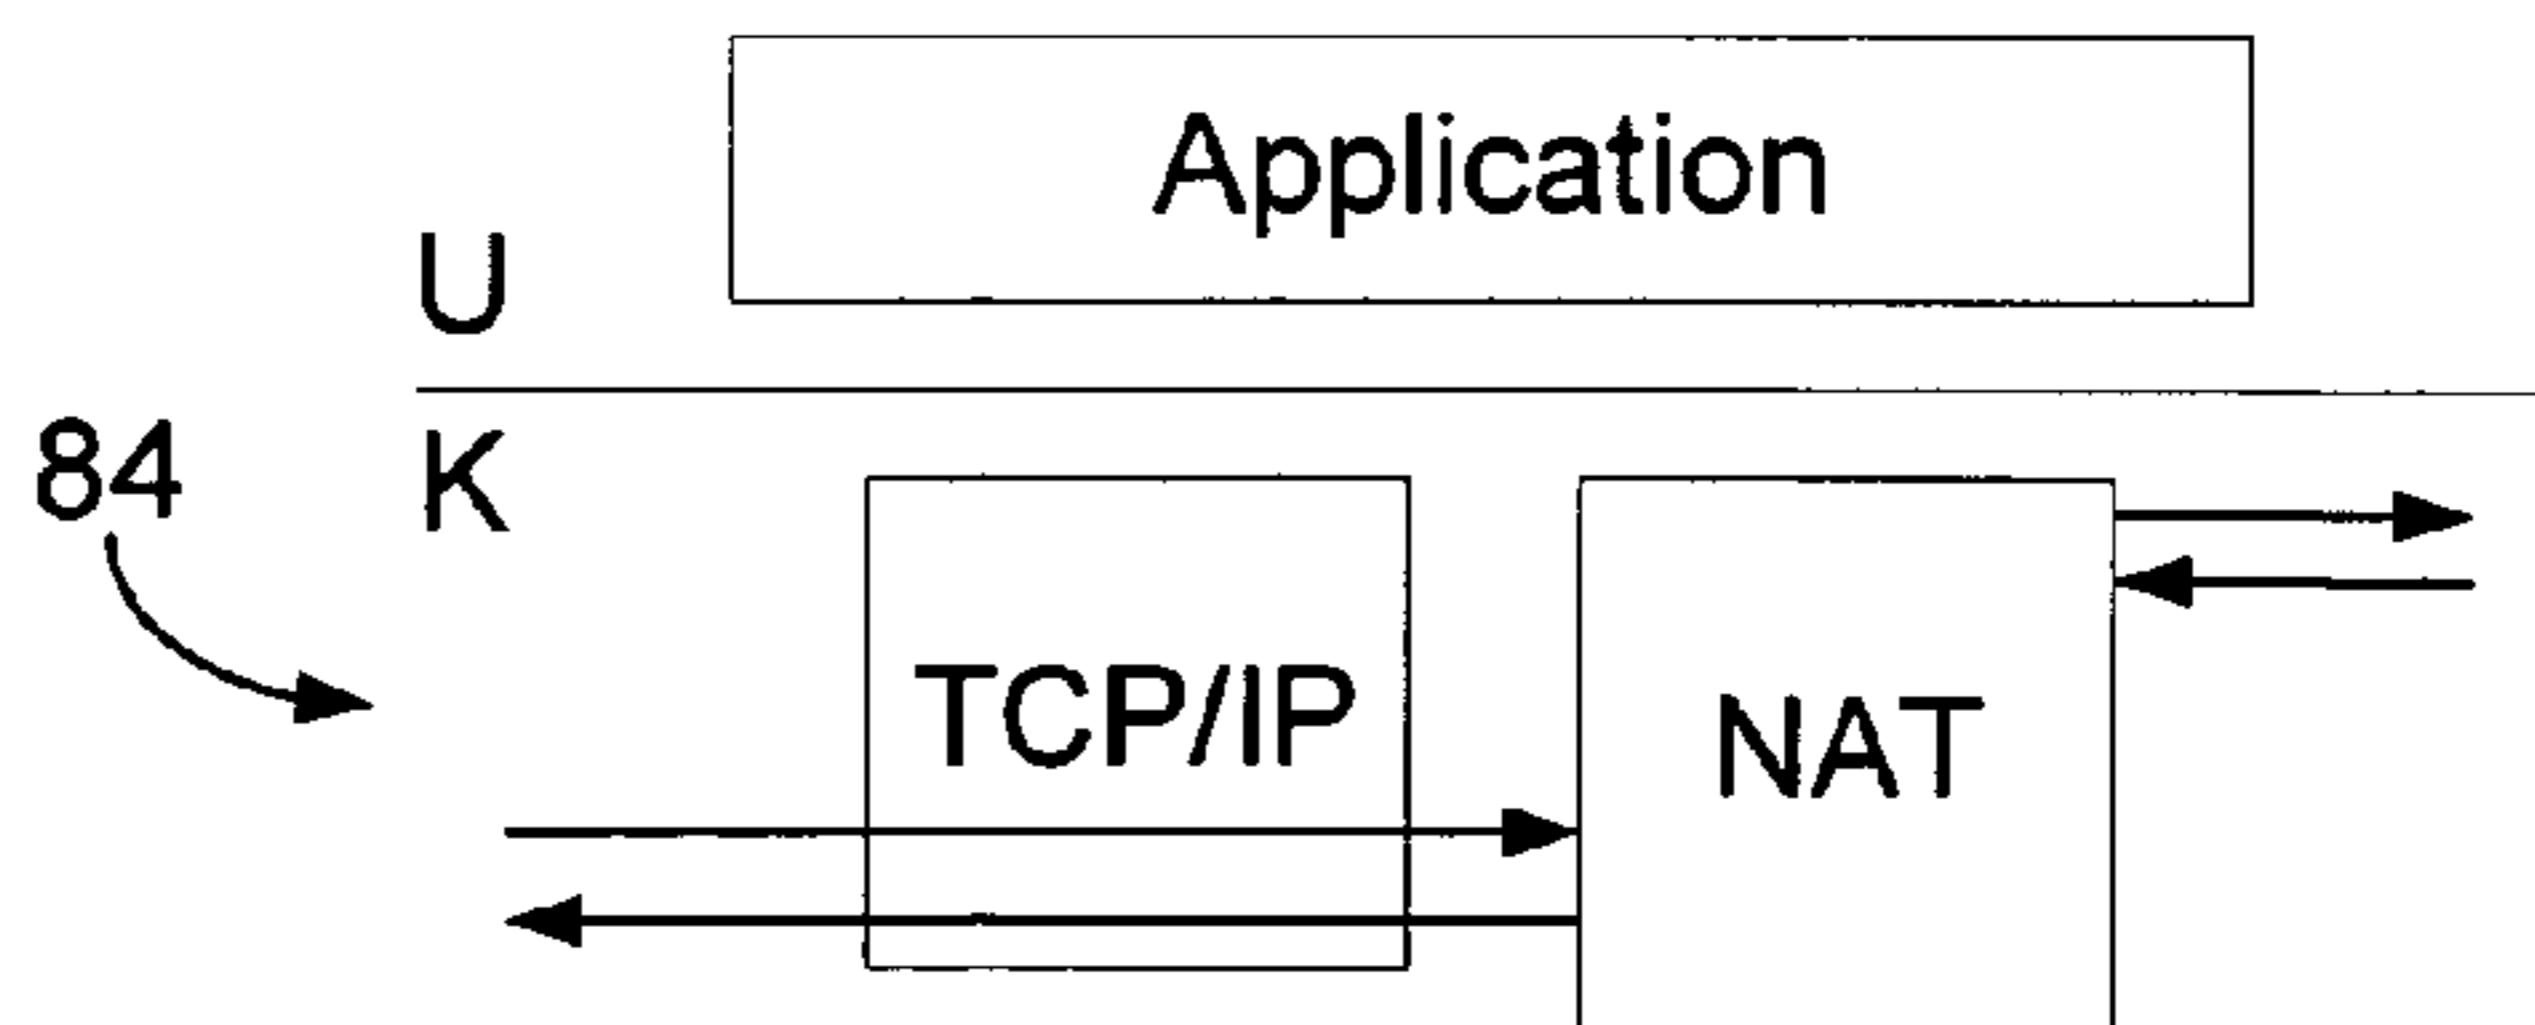 Application
U
84
K
TCP/IP
NAT